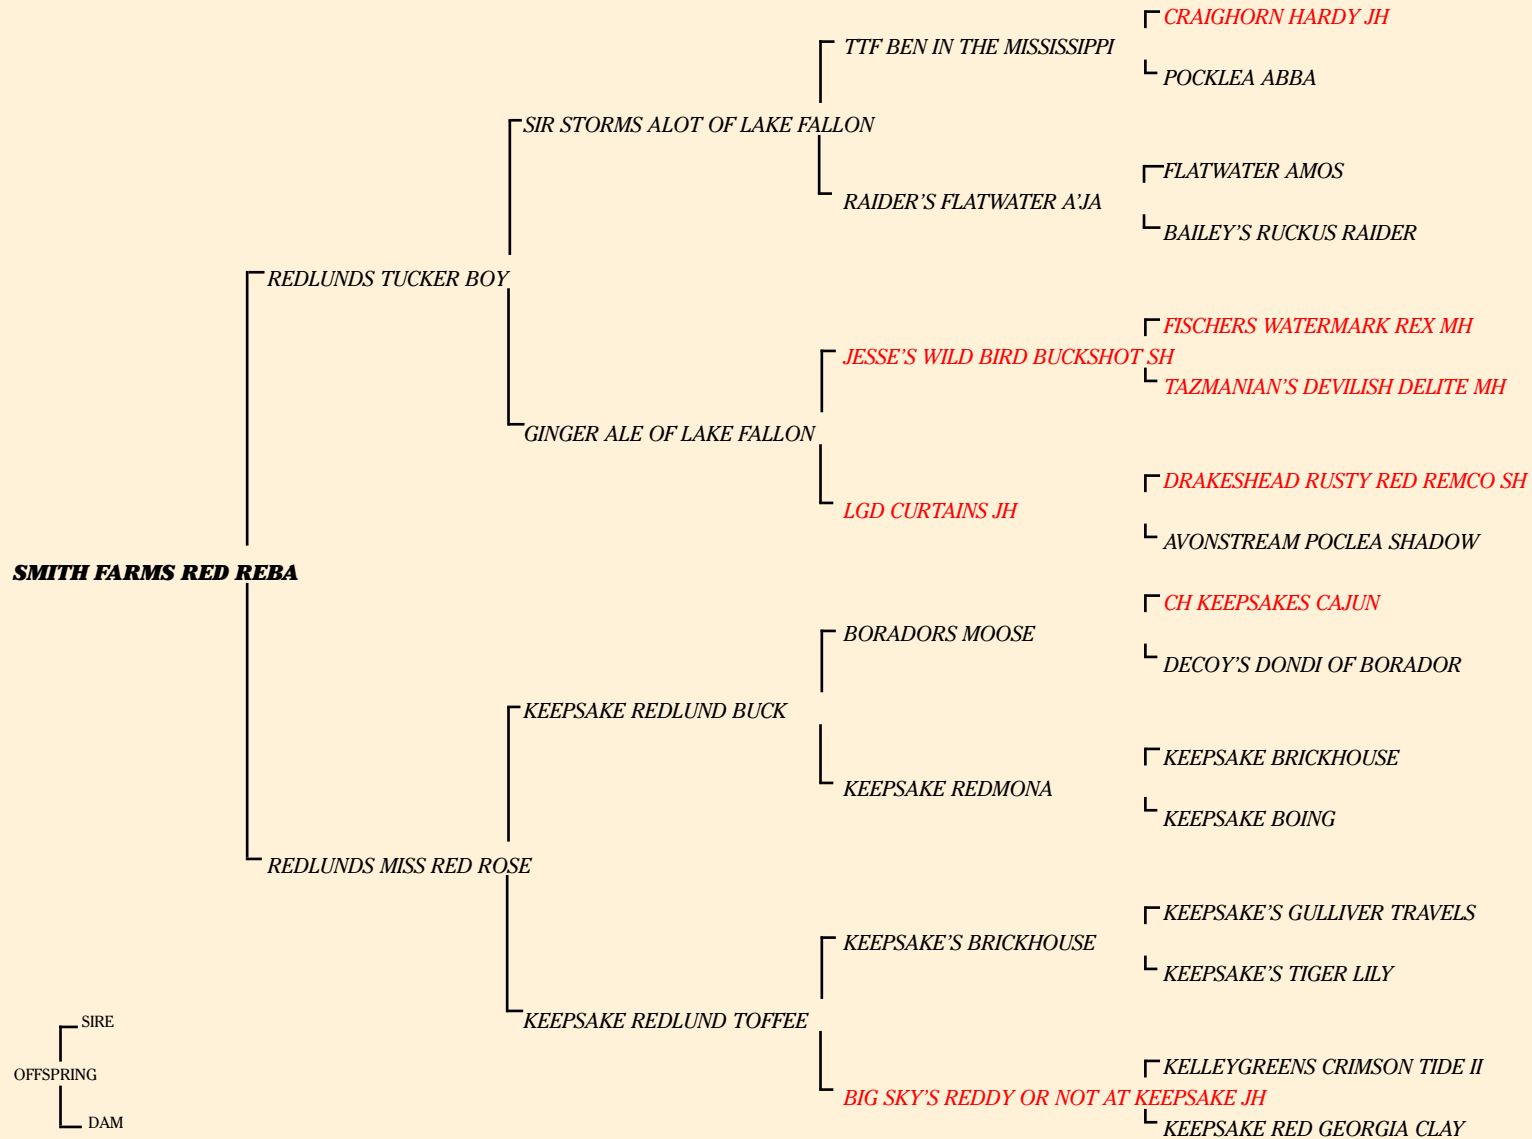 CRAIGHORN HARDY JH
TTF BEN IN THE MISSISSIPPI
POCKLEA ABBA
SIR STORMS ALOT OF LAKE FALLON
FLATWATER AMOS
RAIDER'S FLATWATER A'JA
BAILEY'S RUCKUS RAIDER
REDLUNDS TUCKER BOY
FISCHERS WATERMARK REX MH
JESSE'S WILD BIRD BUCKSHOT SH
TAZMANIAN'S DEVILISH DELITE MH
GINGER ALE OF LAKE FALLON
DRAKESHEAD RUSTY RED REMCO SH
LGD CURTAINS JH
AVONSTREAM POCLEA SHADOW
SMITH FARMS RED REBA
CH KEEPSAKES CAJUN
BORADORS MOOSE
DECOY'S DONDI OF BORADOR
KEEPSAKE REDLUND BUCK
KEEPSAKE BRICKHOUSE
KEEPSAKE REDMONA
KEEPSAKE BOING
REDLUNDS MISS RED ROSE
KEEPSAKE'S GULLIVER TRAVELS
KEEPSAKE'S BRICKHOUSE
KEEPSAKE'S TIGER LILY
KEEPSAKE REDLUND TOFFEE
KELLEYGREENS CRIMSON TIDE II
BIG SKY'S REDDY OR NOT AT KEEPSAKE JH
KEEPSAKE RED GEORGIA CLAY
SIRE
OFFSPRING
DAM